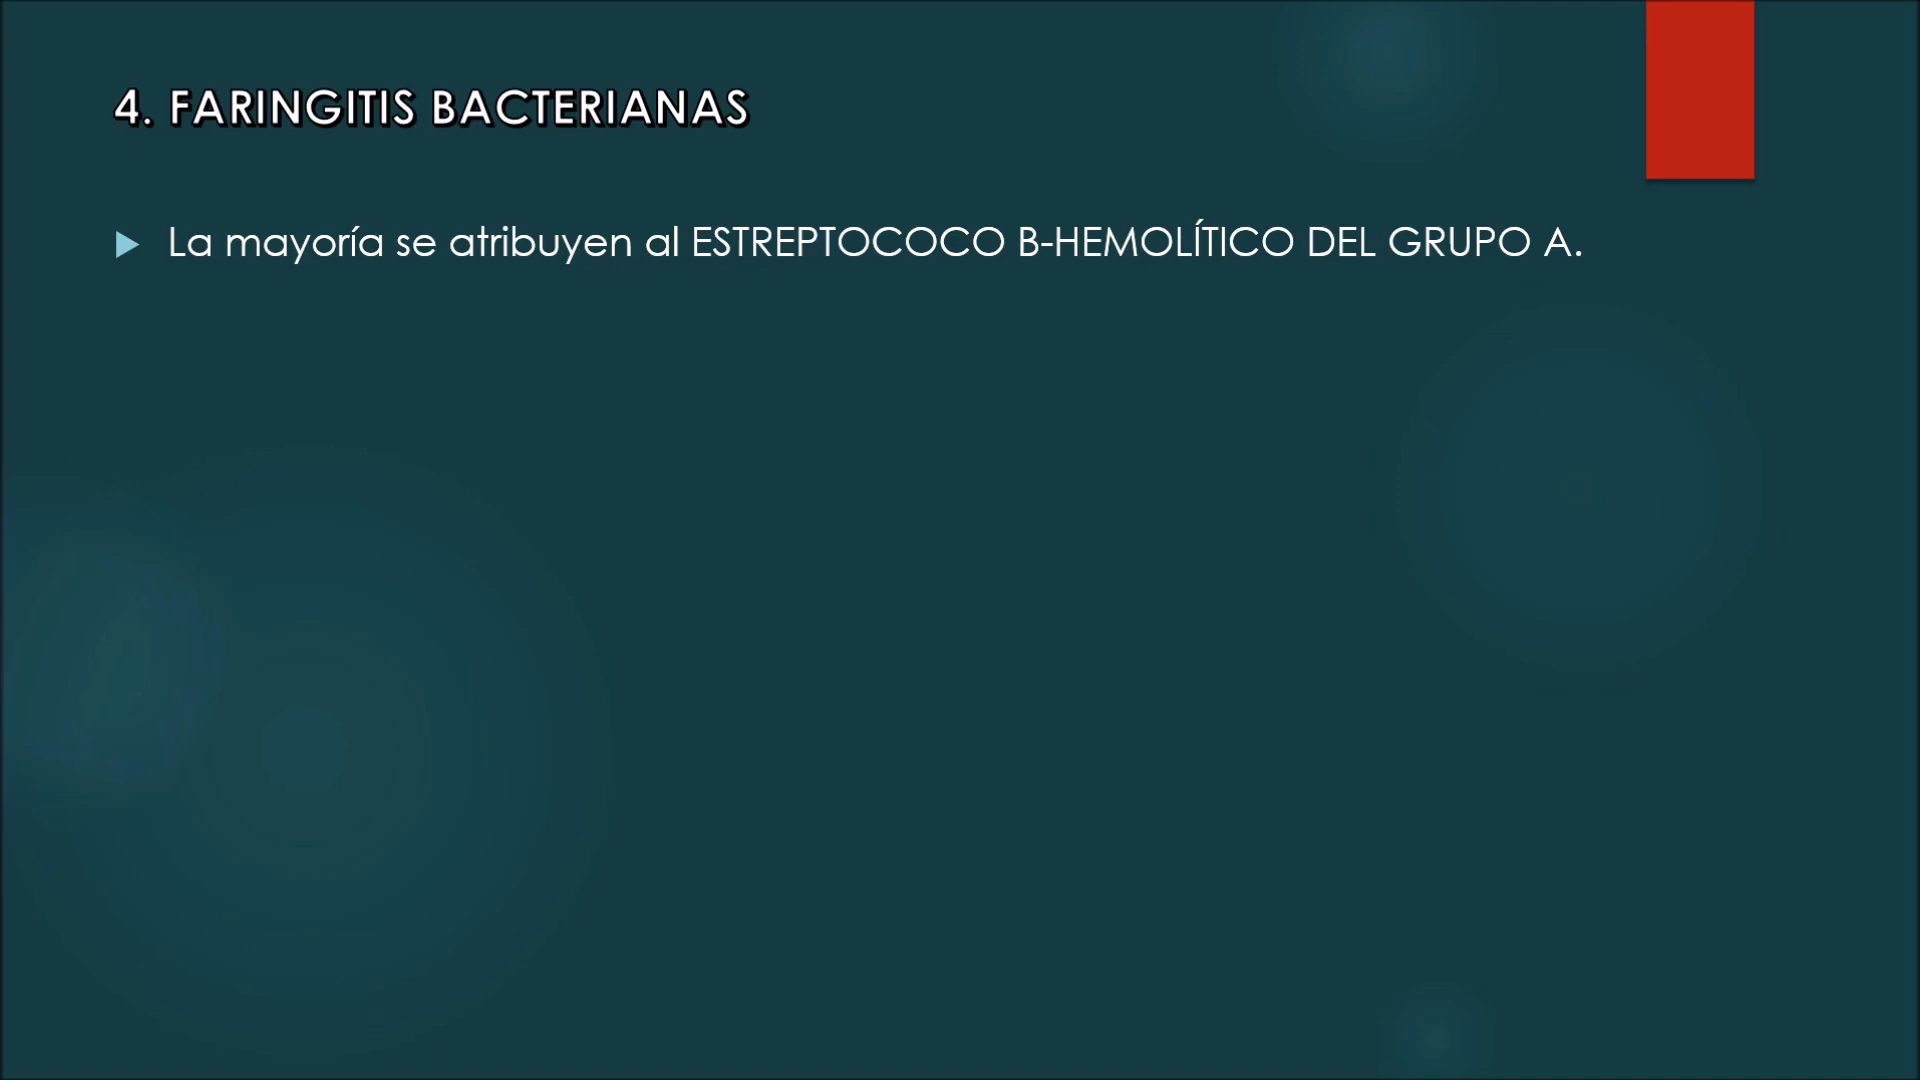 4. FARINGITIS BACTERIANAS
La mayoría se atribuyen al ESTREPTOCOCO B-HEMOLÍTICO DEL GRUPO A.